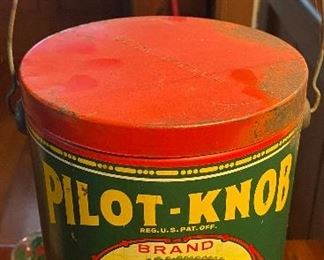 PILOT-KNOB
REG. U.S. PAT. OFF.
BRAND